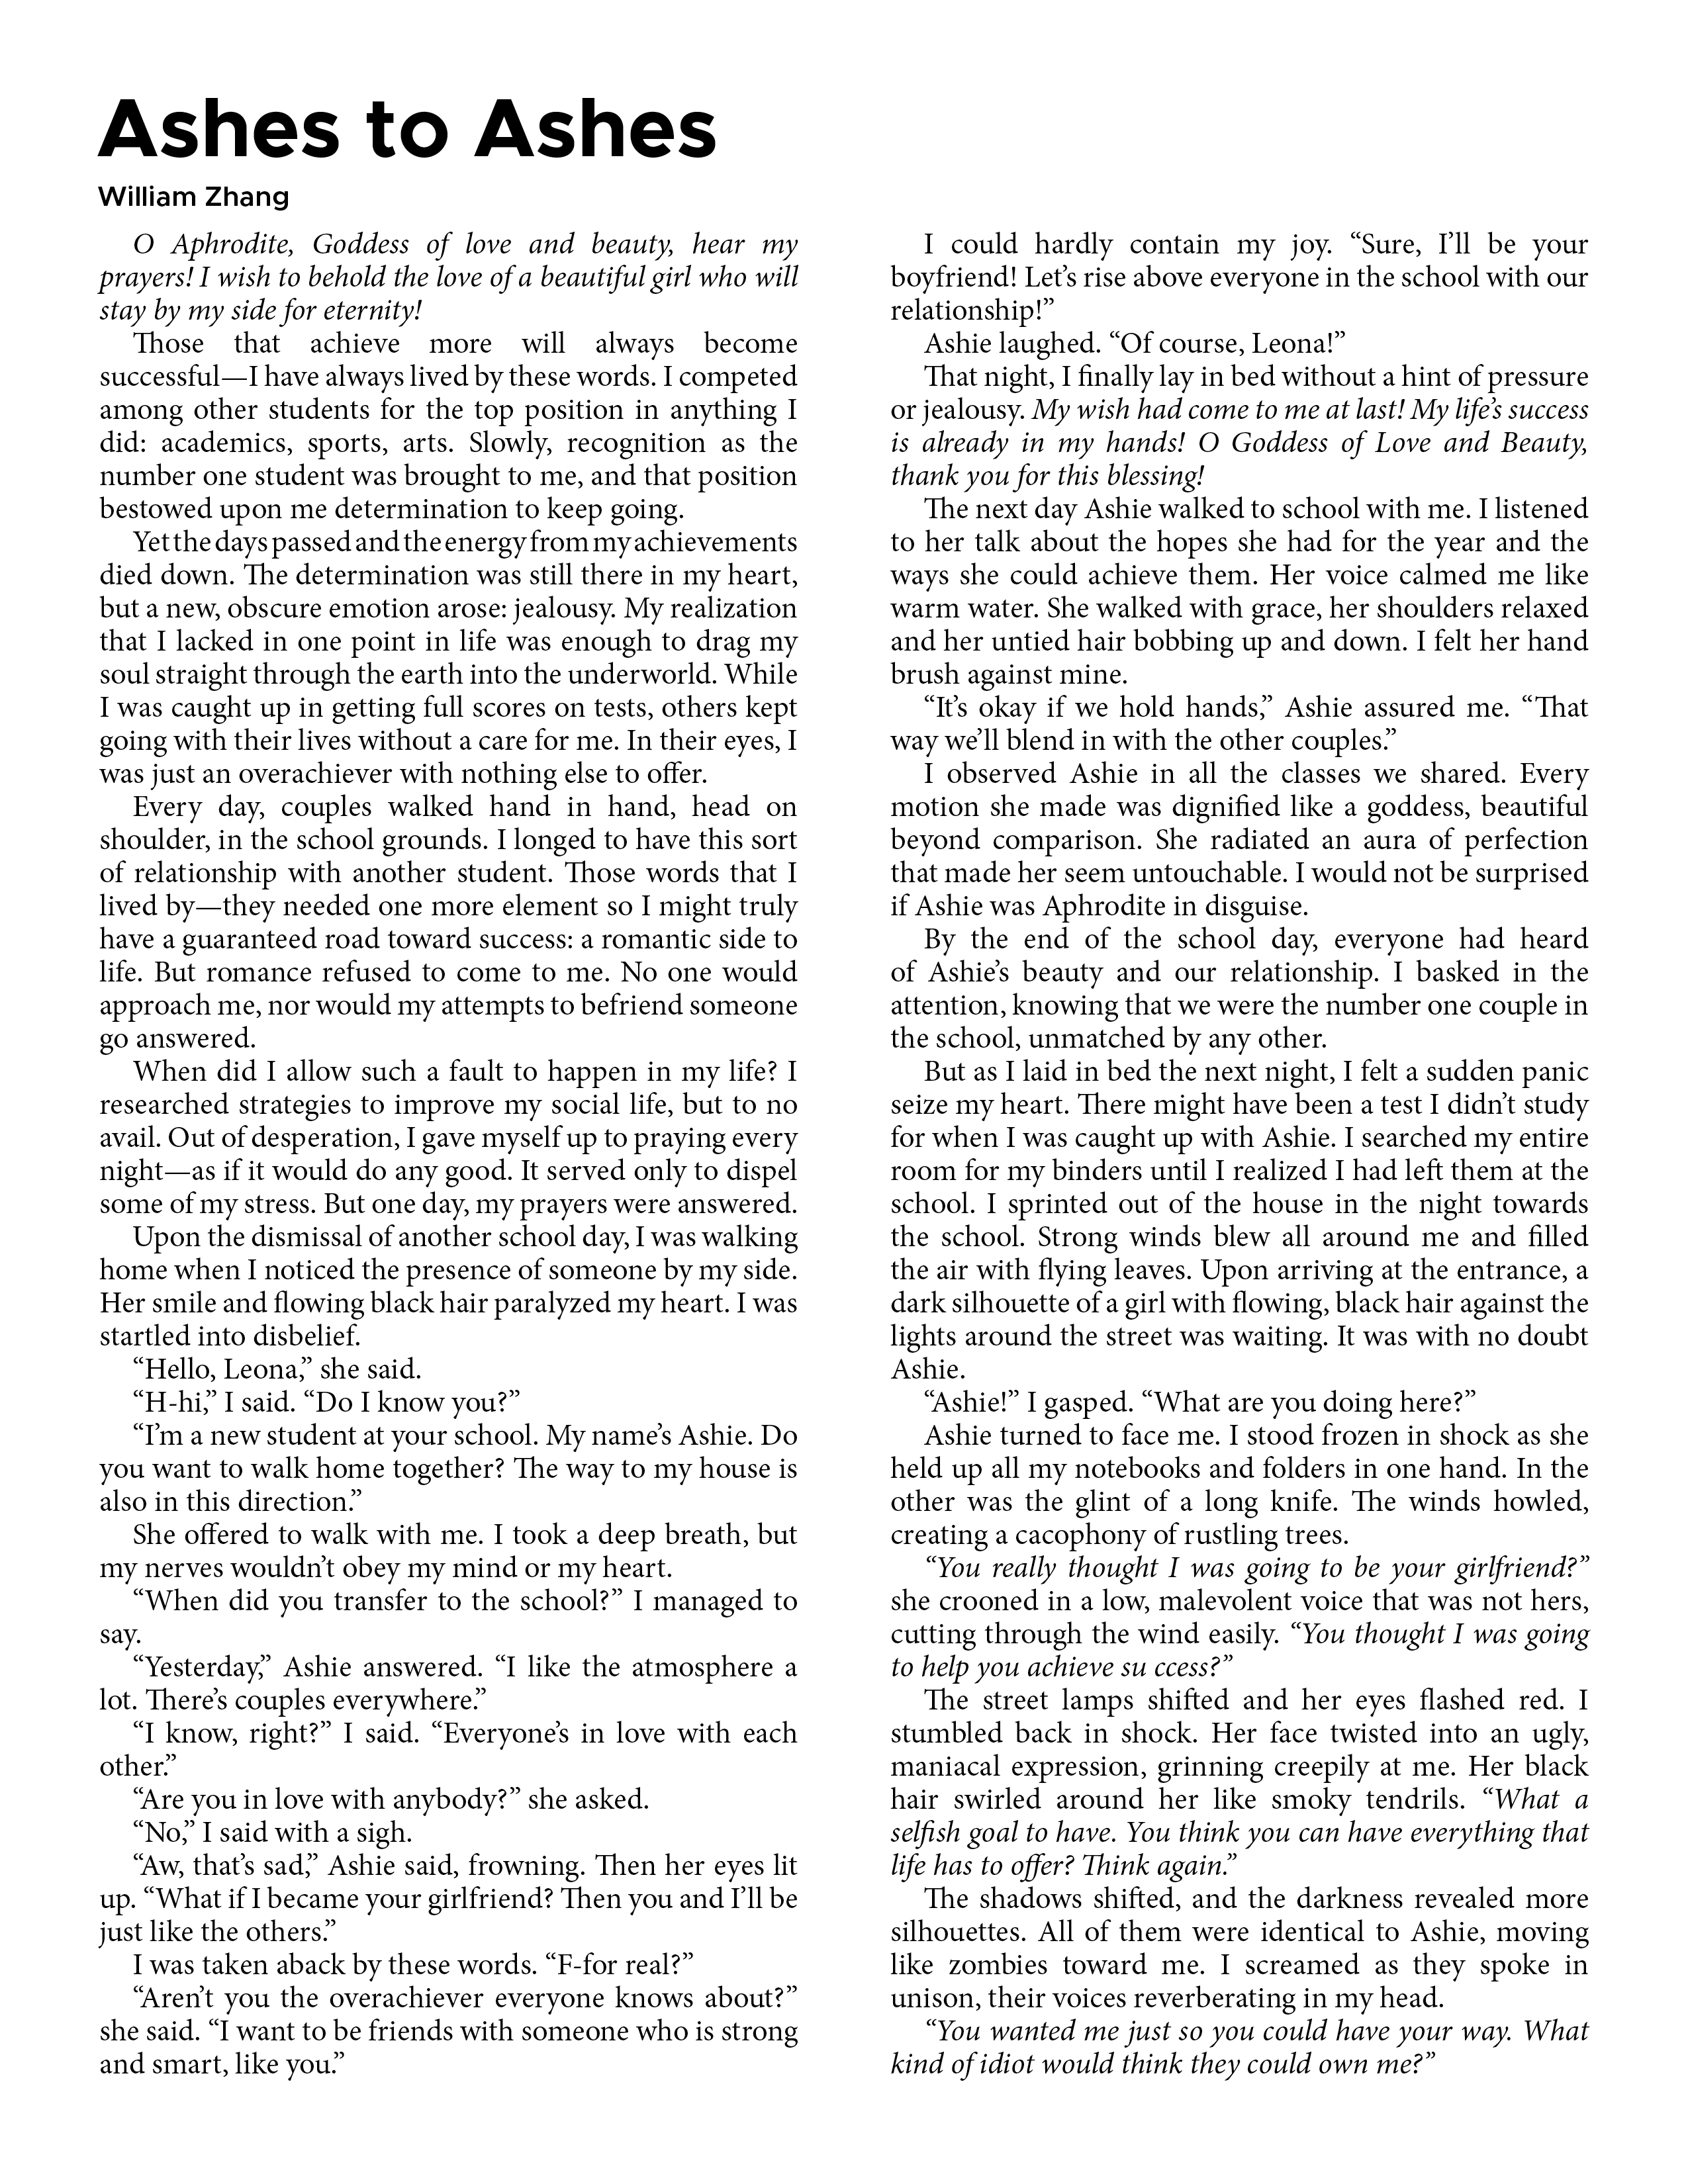 Ashes to Ashes
William Zhang
O Aphrodite, Goddess of love and beauty, hear my
prayers! I wish to behold the love of a beautiful girl who will
stay by my side for eternity!
Those that achieve more will always become
successful—I have always lived by these words. I competed
among other students for the top position in anything I
did: academics, sports, arts. Slowly, recognition as the
number one student was brought to me, and that position
bestowed upon me determination to keep going.
Yet the days passed and the energy from my achievements
died down. The determination was still there in my heart,
but a new, obscure emotion arose: jealousy. My realization
that I lacked in one point in life was enough to drag my
soul straight through the earth into the underworld. While
I was caught up in getting full scores on tests, others kept
going with their lives without a care for me. In their eyes, I
was just an overachiever with nothing else to offer.
Every day, couples walked hand in hand, head on
shoulder, in the school grounds. I longed to have this sort
of relationship with another student. Those words that I
lived by—they needed one more element so I might truly
have a guaranteed road toward success: a romantic side to
life. But romance refused to come to me. No one would
approach me, nor would my attempts to befriend someone
go answered.
When did I allow such a fault to happen in my life? I
researched strategies to improve my social life, but to no
avail. Out of desperation, I gave myself up to praying every
night—as if it would do any good. It served only to dispel
some of my stress. But one day, my prayers were answered.
Upon the dismissal of another school day, I was walking
home when I noticed the presence of someone by my side.
Her smile and flowing black hair paralyzed my heart. I was
startled into disbelief.
“Hello, Leona,” she said.
“H-hi,” I said. “Do I know you?”
“I’m a new student at your school. My name’s Ashie. Do
you want to walk home together? The way to my house is
also in this direction.”
She offered to walk with me. I took a deep breath, but
my nerves wouldn’t obey my mind or my heart.
“When did you transfer to the school?” I managed to
say.
“Yesterday,” Ashie answered. “I like the atmosphere a
lot. There’s couples everywhere.”
“I know, right?” I said. “Everyone’s in love with each
other.”
“Are you in love with anybody?” she asked.
“No,” I said with a sigh.
“Aw, that’s sad,” Ashie said, frowning. Then her eyes lit
up. “What if I became your girlfriend? Then you and I’ll be
just like the others.”
I was taken aback by these words. “F-for real?”
“Aren’t you the overachiever everyone knows about?”
she said. “I want to be friends with someone who is strong
and smart, like you.”
I could hardly contain my joy. “Sure, I’ll be your
boyfriend! Let’s rise above everyone in the school with our
relationship!”
Ashie laughed. “Of course, Leona!”
That night, I finally lay in bed without a hint of pressure
or jealousy. My wish had come to me at last! My life’s success
is already in my hands! O Goddess of Love and Beauty,
thank you for this blessing!
The next day Ashie walked to school with me. I listened
to her talk about the hopes she had for the year and the
ways she could achieve them. Her voice calmed me like
warm water. She walked with grace, her shoulders relaxed
and her untied hair bobbing up and down. I felt her hand
brush against mine.
“It’s okay if we hold hands,” Ashie assured me. “That
way we’ll blend in with the other couples.”
I observed Ashie in all the classes we shared. Every
motion she made was dignified like a goddess, beautiful
beyond comparison. She radiated an aura of perfection
that made her seem untouchable. I would not be surprised
if Ashie was Aphrodite in disguise.
By the end of the school day, everyone had heard
of Ashie’s beauty and our relationship. I basked in the
attention, knowing that we were the number one couple in
the school, unmatched by any other.
But as I laid in bed the next night, I felt a sudden panic
seize my heart. There might have been a test I didn’t study
for when I was caught up with Ashie. I searched my entire
room for my binders until I realized I had left them at the
school. I sprinted out of the house in the night towards
the school. Strong winds blew all around me and filled
the air with flying leaves. Upon arriving at the entrance, a
dark silhouette of a girl with flowing, black hair against the
lights around the street was waiting. It was with no doubt
Ashie.
“Ashie!” I gasped. “What are you doing here?”
Ashie turned to face me. I stood frozen in shock as she
held up all my notebooks and folders in one hand. In the
other was the glint of a long knife. The winds howled,
creating a cacophony of rustling trees.
“You really thought I was going to be your girlfriend?”
she crooned in a low, malevolent voice that was not hers,
cutting through the wind easily. “You thought I was going
to help you achieve su ccess?”
The street lamps shifted and her eyes flashed red. I
stumbled back in shock. Her face twisted into an ugly,
maniacal expression, grinning creepily at me. Her black
hair swirled around her like smoky tendrils. “What a
selfish goal to have. You think you can have everything that
life has to offer? Think again.”
The shadows shifted, and the darkness revealed more
silhouettes. All of them were identical to Ashie, moving
like zombies toward me. I screamed as they spoke in
unison, their voices reverberating in my head.
“You wanted me just so you could have your way. What
kind of idiot would think they could own me?”